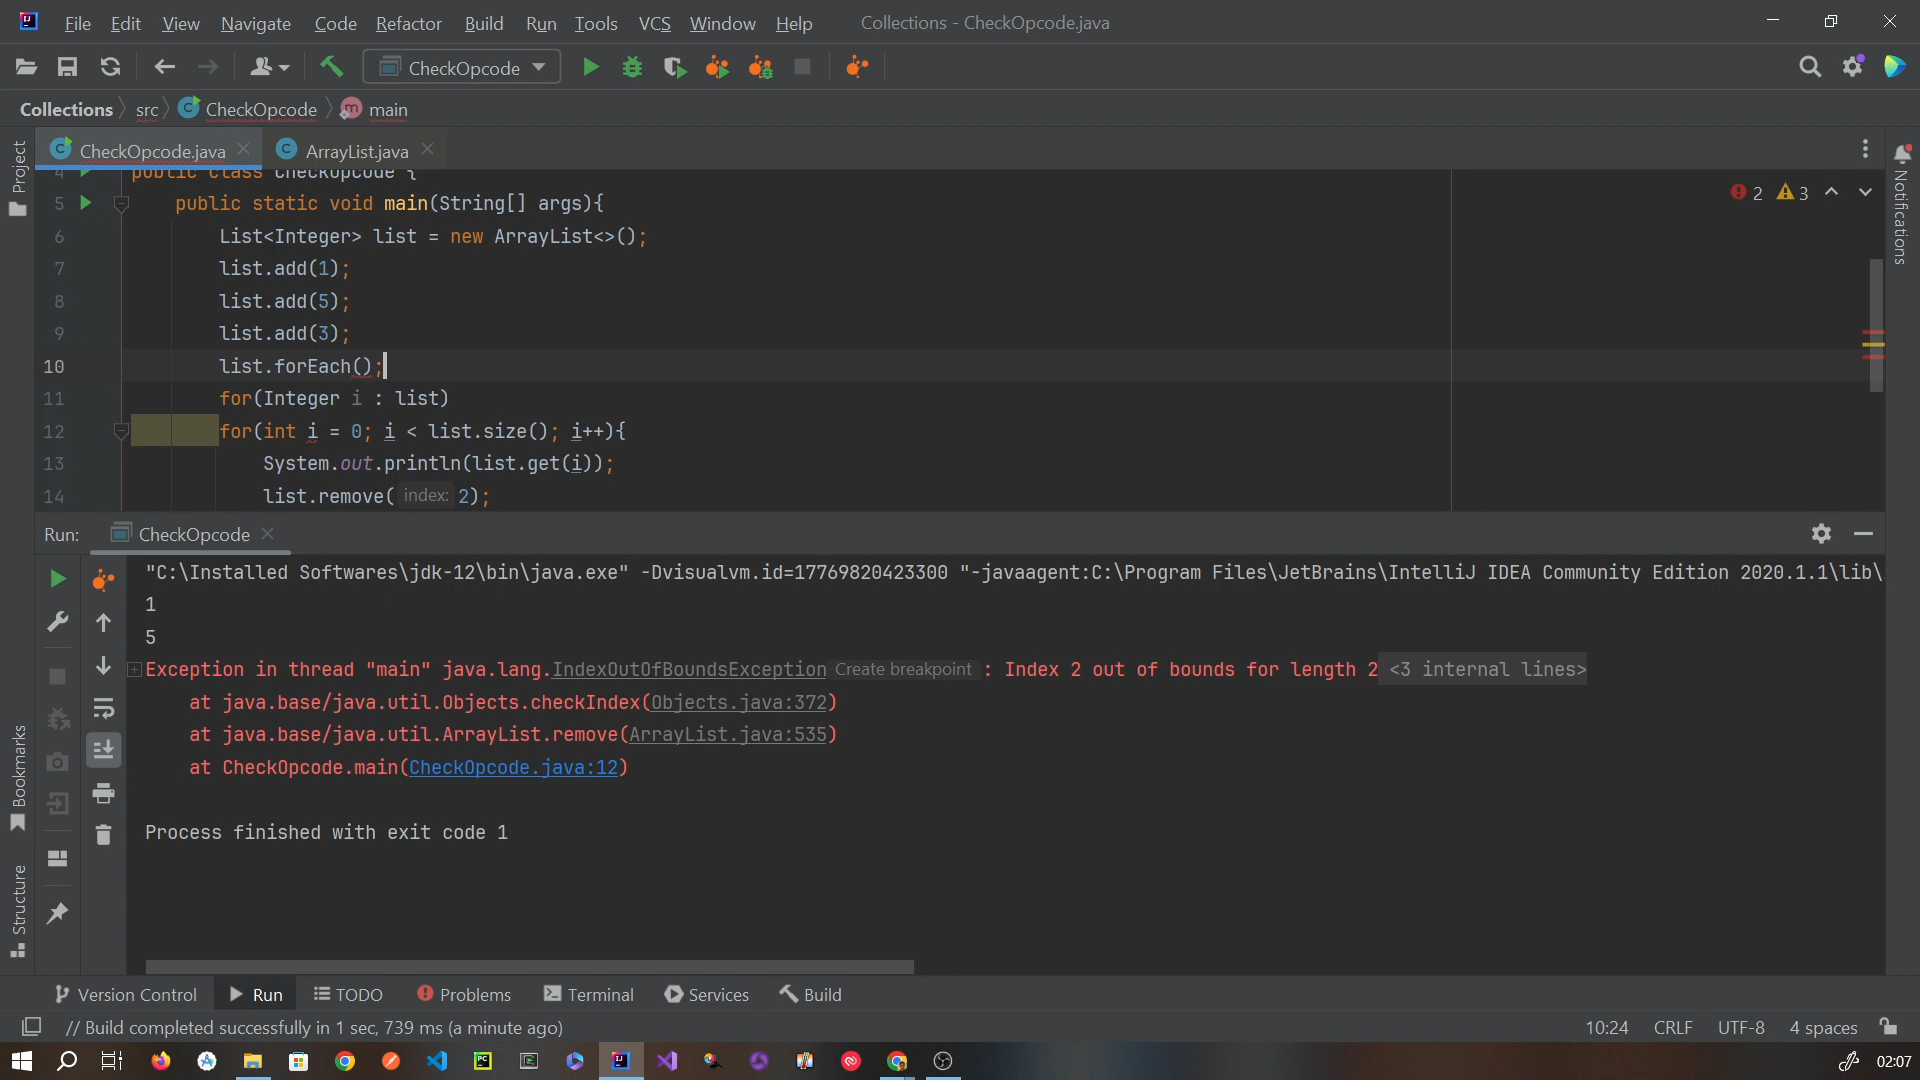 File Edit View Navigate Code Refactor Build Run Tools VCS Window Help Collections - CheckOpcode.java
CheckOpcode
Collections src CheckOpcode main
CheckOpcode.java ArrayList.java
Project
Notifications
4 public class CheckOpcode {
5 public static void main(String[] args){
2 3
6 List<Integer> list = new ArrayList<>();
7 list.add(1);
8 list.add(5);
9 list.add(3);
10 list.forEach();
11 for(Integer i : list)
12 for(int i = 0; i < list.size(); i++){
13 System.out.println(list.get(i));
14 list.remove( index: 2);
Run: CheckOpcode
"C:\Installed Softwares\jdk-12\bin\java.exe" -Dvisualvm.id=17769820423300 "-javaagent:C:\Program Files\JetBrains\IntelliJ IDEA Community Edition 2020.1.1\lib\
1
5
Exception in thread "main" java.lang.IndexOutOfBoundsException Create breakpoint : Index 2 out of bounds for length 2 <3 internal lines>
at java.base/java.util.Objects.checkIndex(Objects.java:372)
at java.base/java.util.ArrayList.remove(ArrayList.java:535)
at CheckOpcode.main(CheckOpcode.java:12)
Process finished with exit code 1
Bookmarks
Structure
Version Control Run TODO Problems Terminal Services Build
// Build completed successfully in 1 sec, 739 ms (a minute ago) 10:24 CRLF UTF-8 4 spaces
02:07